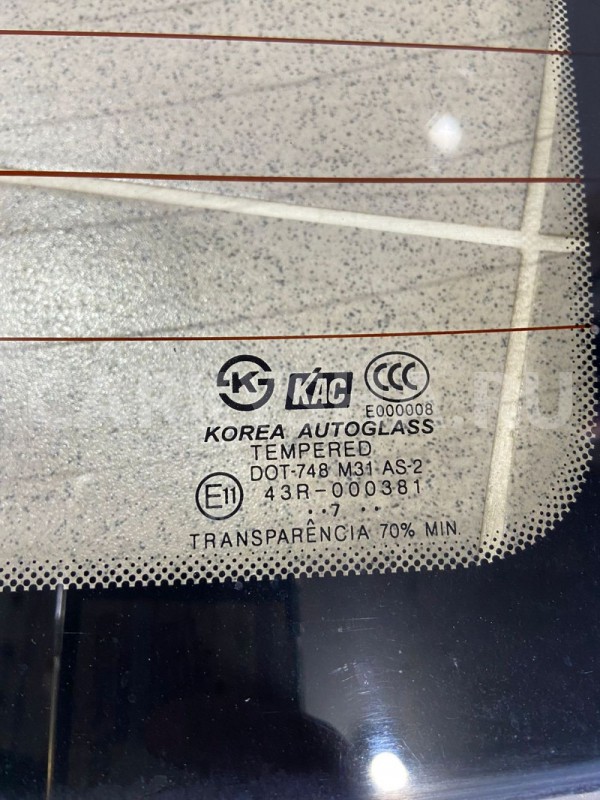 K KAC CCC
E000008
KOREA AUTOGLASS
TEMPERED
DOT-748 M31 AS-2
E11 43R-000381
..7 ..
TRANSPARÊNCIA 70% MIN.